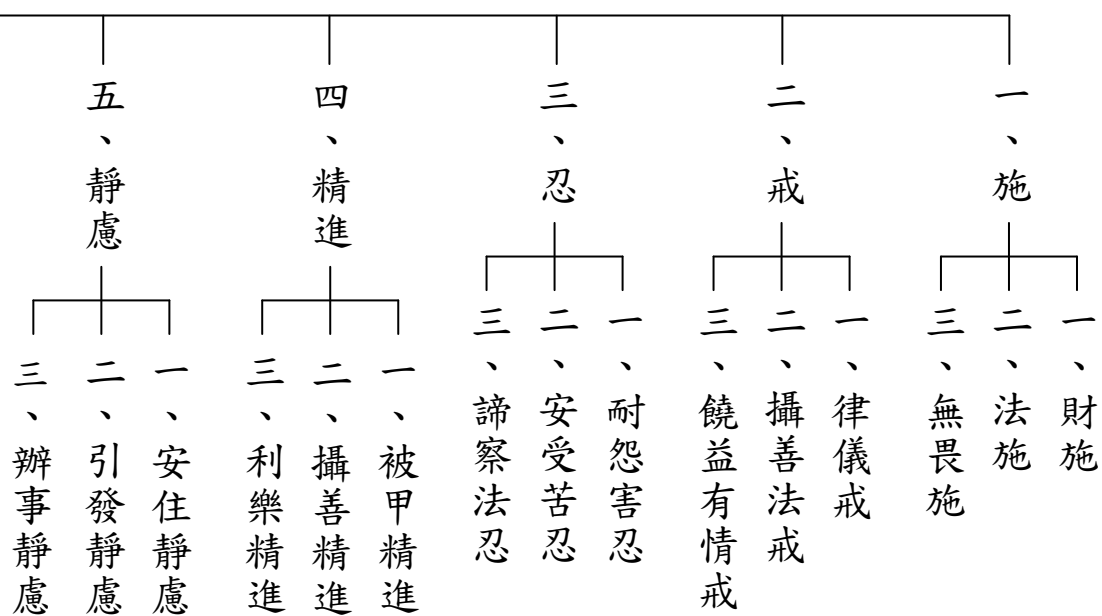 一、施
一、財施
二、法施
三、無畏施
二、戒
一、律儀戒
二、攝善法戒
三、饒益有情戒
三、忍
一、耐怨害忍
二、安受苦忍
三、諦察法忍
四、精進
一、被甲精進
二、攝善精進
三、利樂精進
五、靜慮
一、安住靜慮
二、引發靜慮
三、辦事靜慮